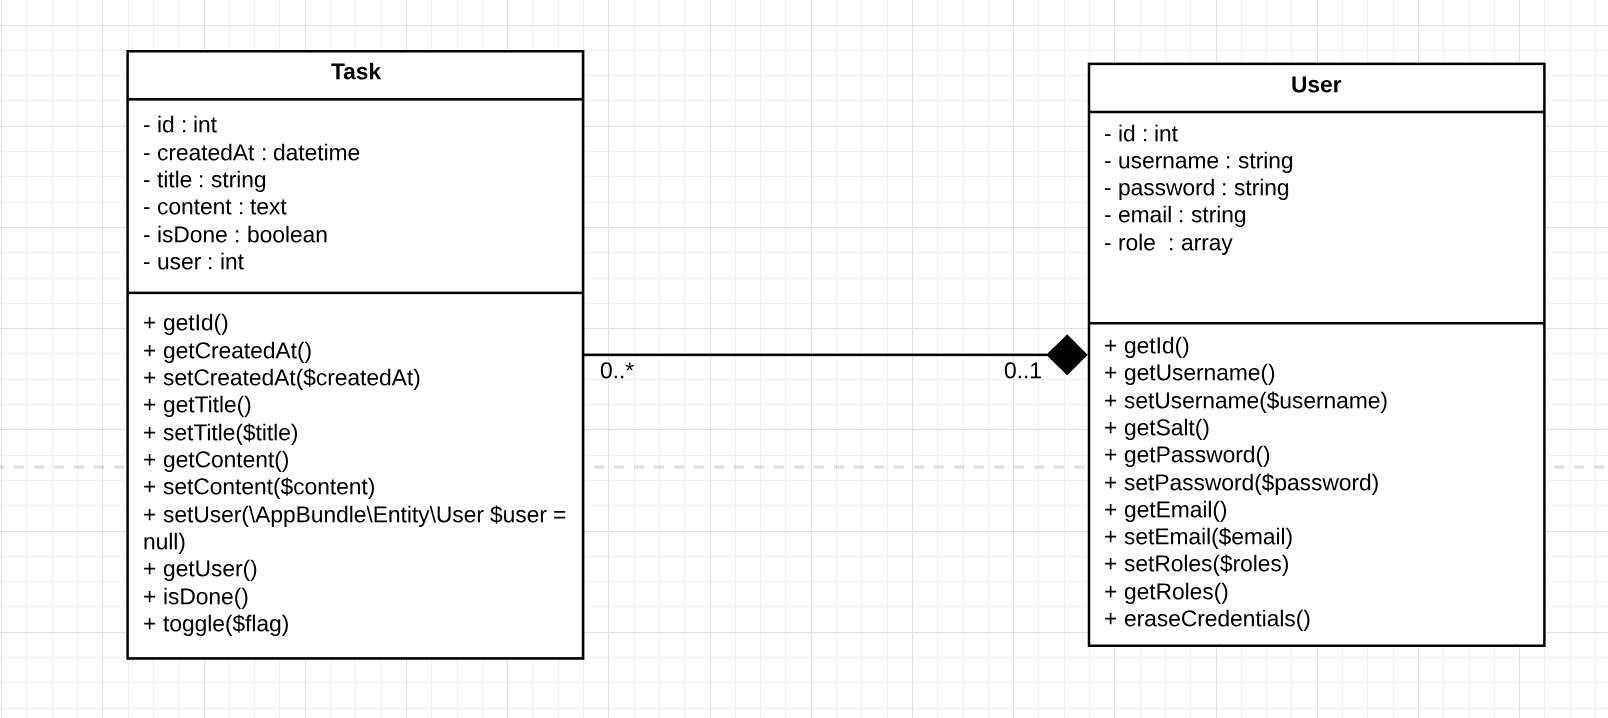 Task
- id : int
- createdAt : datetime
- title : string
- content : text
- isDone : boolean
- user : int
+ getId()
+ getCreatedAt()
+ setCreatedAt($createdAt)
+ getTitle()
+ setTitle($title)
+ getContent()
+ setContent($content)
+ setUser(\AppBundle\Entity\User $user =
null)
+ getUser()
+ isDone()
+ toggle($flag)
0..*
0..1
User
- id : int
- username : string
- password : string
- email : string
- role  : array
+ getId()
+ getUsername()
+ setUsername($username)
+ getSalt()
+ getPassword()
+ setPassword($password)
+ getEmail()
+ setEmail($email)
+ setRoles($roles)
+ getRoles()
+ eraseCredentials()